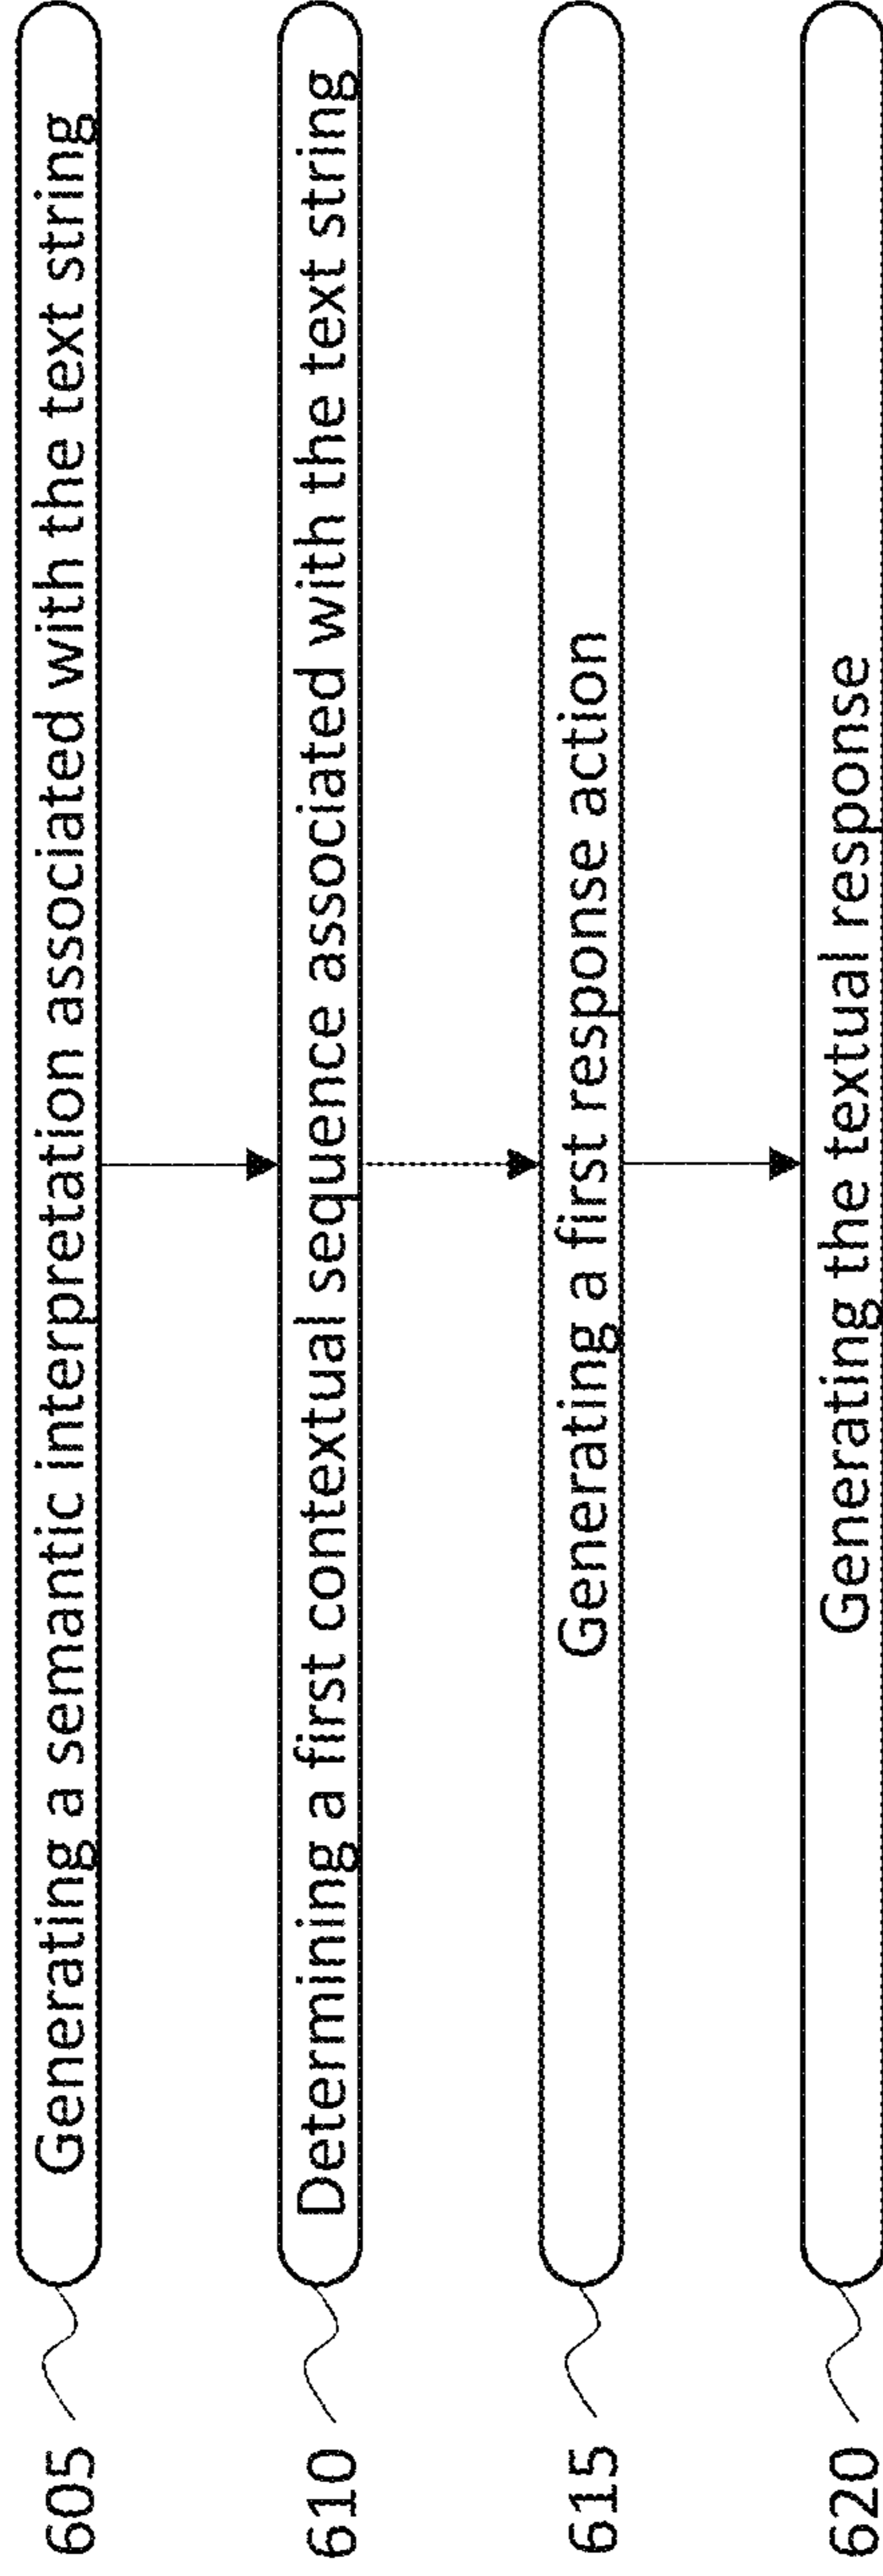 605 Generating a semantic interpretation associated with the text string
610 Determining a first contextual sequence associated with the text string
615 Generating a first response action
620 Generating the textual response